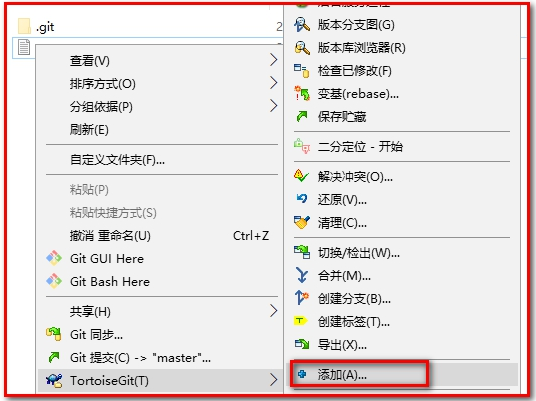 .git
查看(V)
排序方式(O)
分组依据(P)
刷新(E)
自定义文件夹(F)...
粘贴(P)
粘贴快捷方式(S)
撤消 重命名(U) Ctrl+Z
Git GUI Here
Git Bash Here
共享(H)
Git 同步...
Git 提交(C) -> "master"...
TortoiseGit(T)
版本分支图(G)
版本库浏览器(R)
检查已修改(F)
变基(rebase)...
保存贮藏
二分定位 - 开始
解决冲突(O)...
还原(V)...
清理(C)...
切换/检出(W)...
合并(M)...
创建分支(B)...
创建标签(T)...
导出(X)...
添加(A)...